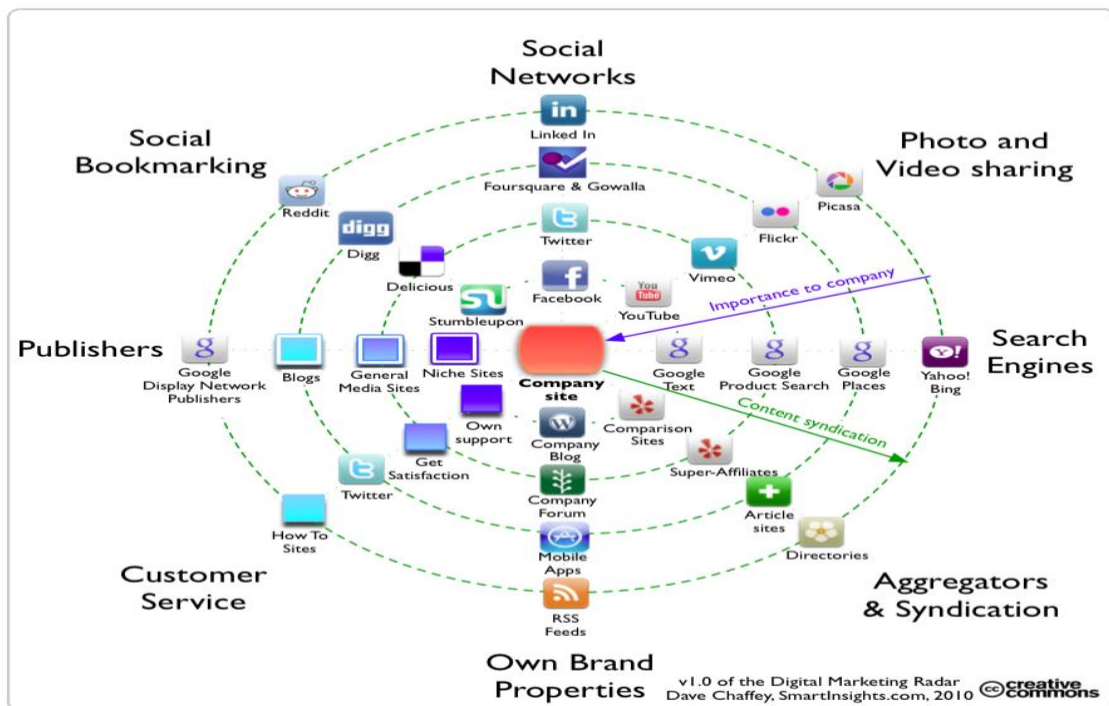 Social
Networks
in
Linked In
Social
Bookmarking
Photo and
Video sharing
Foursquare & Gowalla
Reddit
Picasa
digg
Digg
Flickr
Twitter
Delicious
Vimeo
Facebook
You
Tube
YouTube
Importance to company
Stumbleupon
Publishers
Google
Display Network
Publishers
Blogs
General
Media Sites
Niche Sites
Company
site
Google
Text
Google
Product Search
Google
Places
Yahoo!
Bing
Search
Engines
Content syndication
Own
support
Company
Blog
Comparison
Sites
Get
Satisfaction
Super-Affiliates
Twitter
Company
Forum
Article
sites
How To
Sites
Mobile
Apps
Directories
Customer
Service
RSS
Feeds
Aggregators
& Syndication
Own Brand
Properties
v1.0 of the Digital Marketing Radar
Dave Chaffey, SmartInsights.com, 2010
cc creative
commons